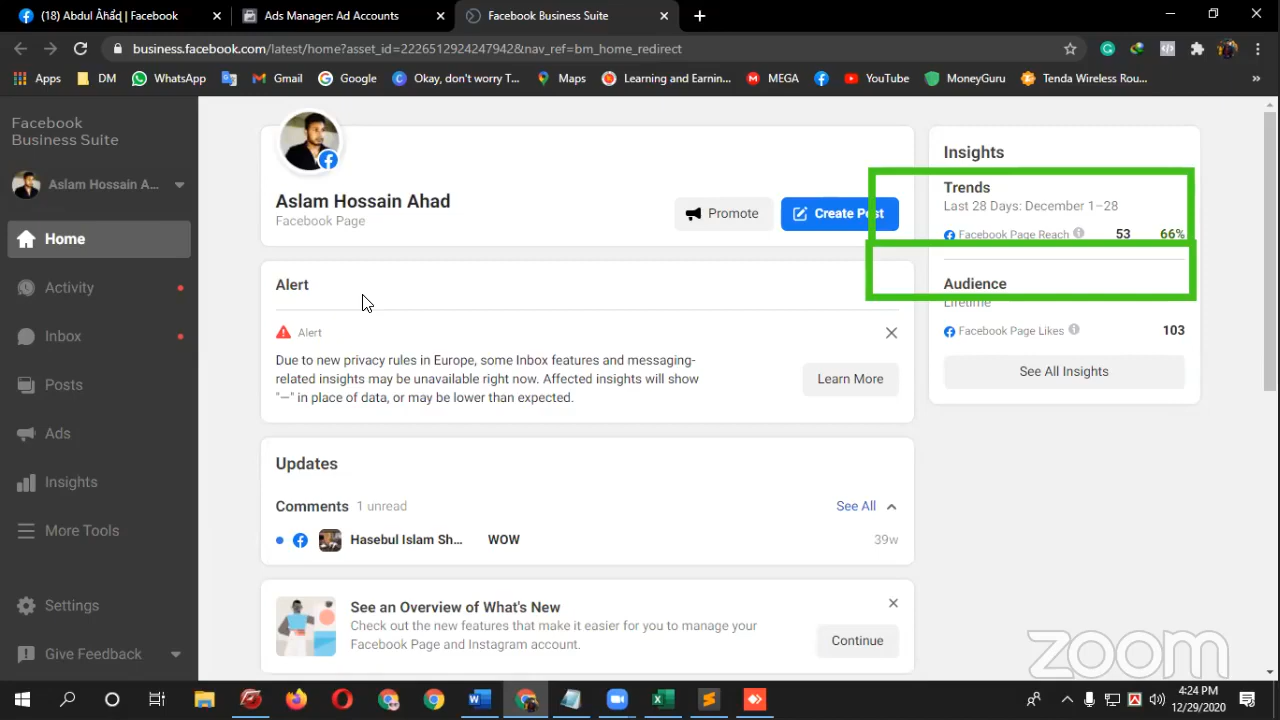 (18) Abdul Āhāḍ | Facebook
Ads Manager: Ad Accounts
Facebook Business Suite
business.facebook.com/latest/home?asset_id=2226512924247942&nav_ref=bm_home_redirect
Apps
DM
WhatsApp
Gmail
Google
Okay, don't worry T...
Maps
Learning and Earnin...
MEGA
YouTube
MoneyGuru
Tenda Wireless Rou...
Facebook
Business Suite
Aslam Hossain A...
Home
Activity
Inbox
Posts
Ads
Insights
More Tools
Settings
Give Feedback
Aslam Hossain Ahad
Facebook Page
Promote
Create Post
Alert
Alert
Due to new privacy rules in Europe, some Inbox features and messaging-
related insights may be unavailable right now. Affected insights will show
"—" in place of data, or may be lower than expected.
Learn More
Updates
Comments 1 unread
See All
Hasebul Islam Sh... WOW 39w
See an Overview of What's New
Check out the new features that make it easier for you to manage your
Facebook Page and Instagram account.
Continue
Insights
Trends
Last 28 Days: December 1–28
Facebook Page Reach 53 66%
Audience
Lifetime
Facebook Page Likes 103
See All Insights
zoom
4:24 PM
12/29/2020